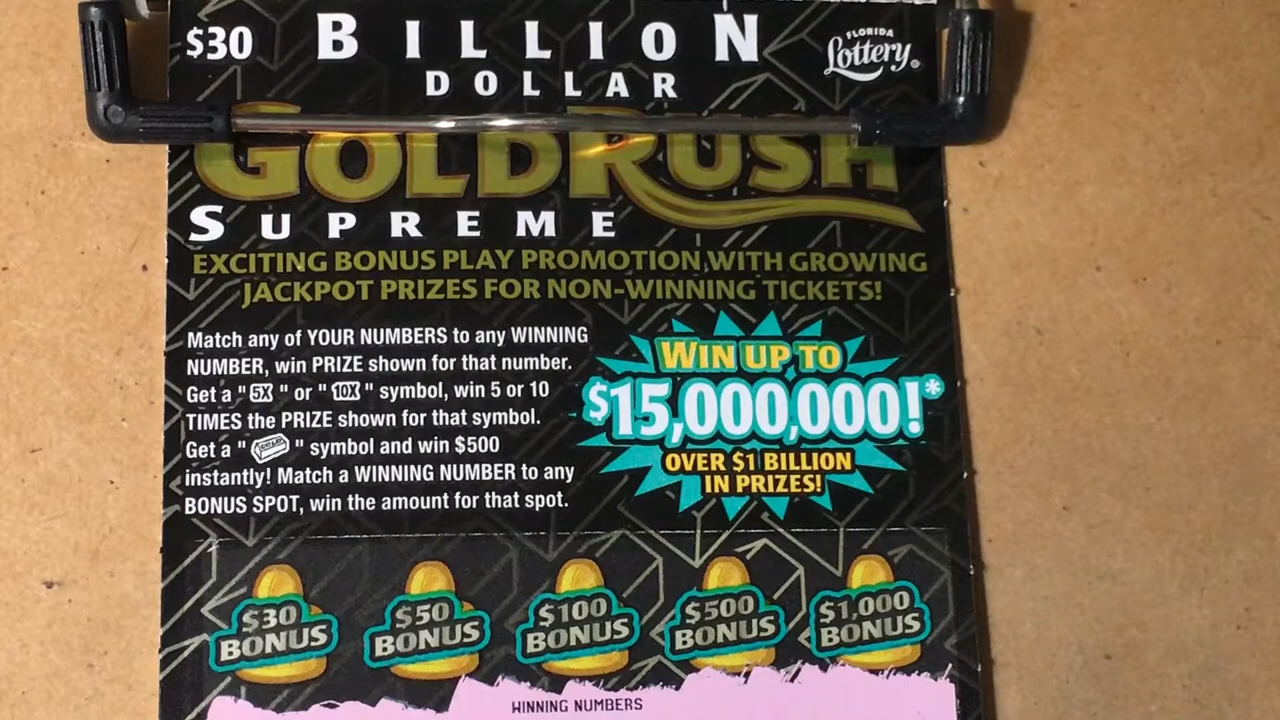 $30 BILLION
DOLLAR
FLORIDA
Lottery
GOLDRUSH
SUPREME
EXCITING BONUS PLAY PROMOTION WITH GROWING
JACKPOT PRIZES FOR NON-WINNING TICKETS!
Match any of YOUR NUMBERS to any WINNING
NUMBER, win PRIZE shown for that number.
Get a "5X" or "10X" symbol, win 5 or 10
TIMES the PRIZE shown for that symbol.
Get a "GOLD" symbol and win $500
instantly! Match a WINNING NUMBER to any
BONUS SPOT, win the amount for that spot.
WIN UP TO
$15,000,000!*
OVER $1 BILLION
IN PRIZES!
$30
BONUS
$50
BONUS
$100
BONUS
$500
BONUS
$1,000
BONUS
WINNING NUMBERS